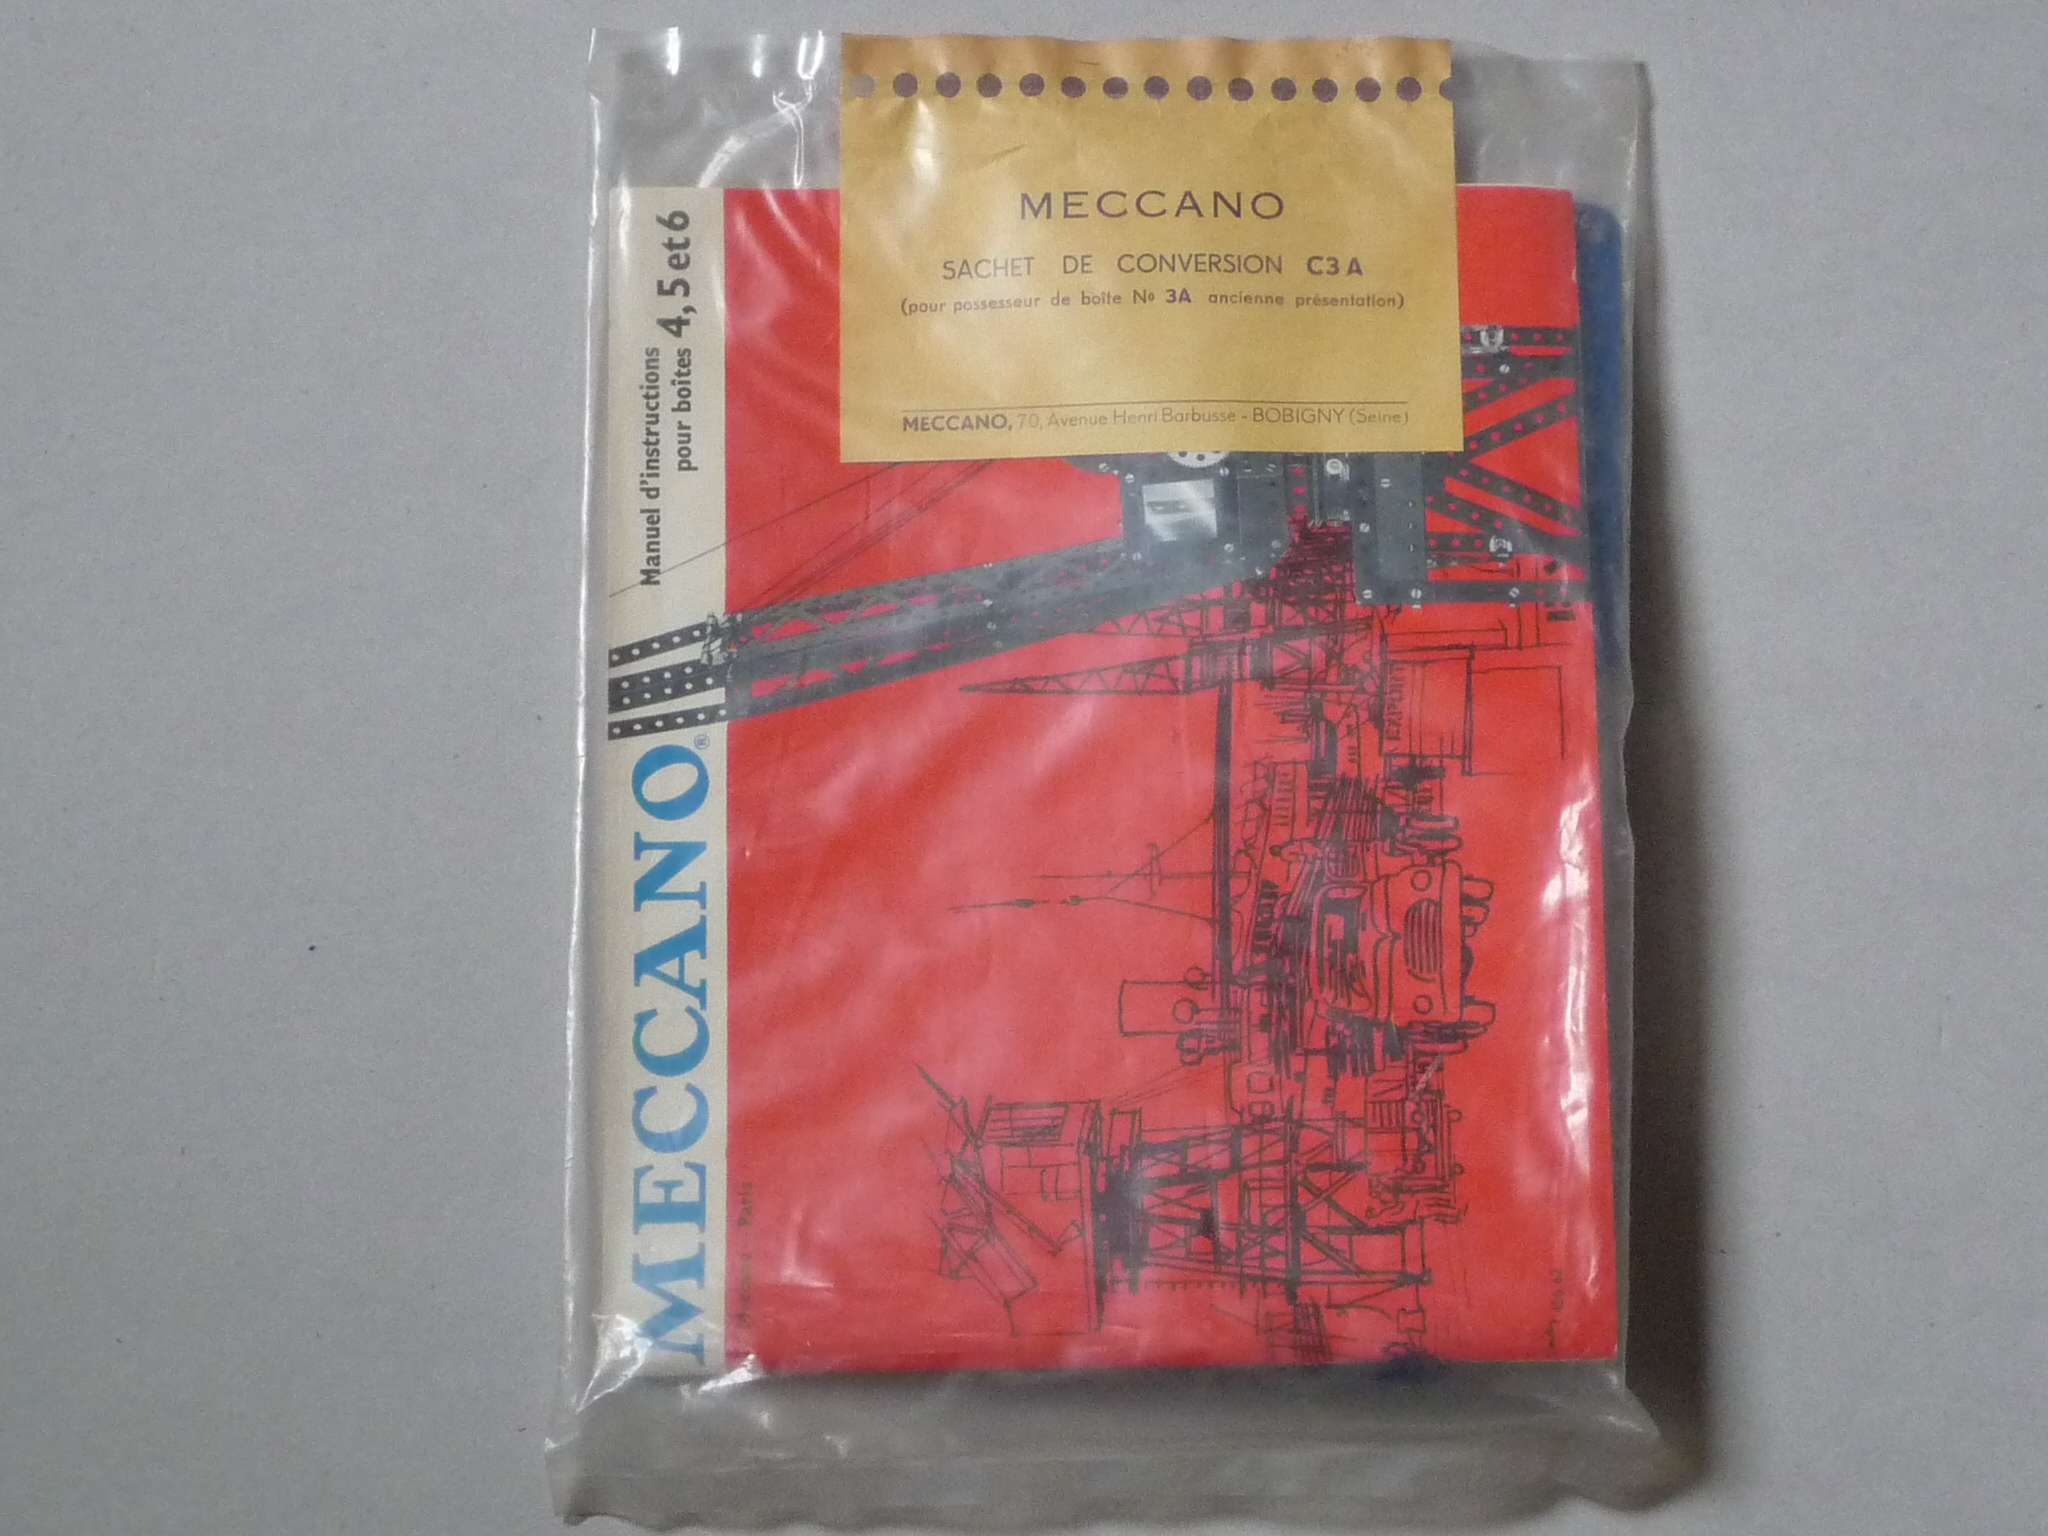 MECCANO
SACHET DE CONVERSION C3A
(pour possesseur de boîte No 3A ancienne présentation)
MECCANO, 70, Avenue Henri Barbusse - BOBIGNY (Seine)
Manuel d'instructions
pour boîtes 4, 5 et 6
MECCANO®
Paris